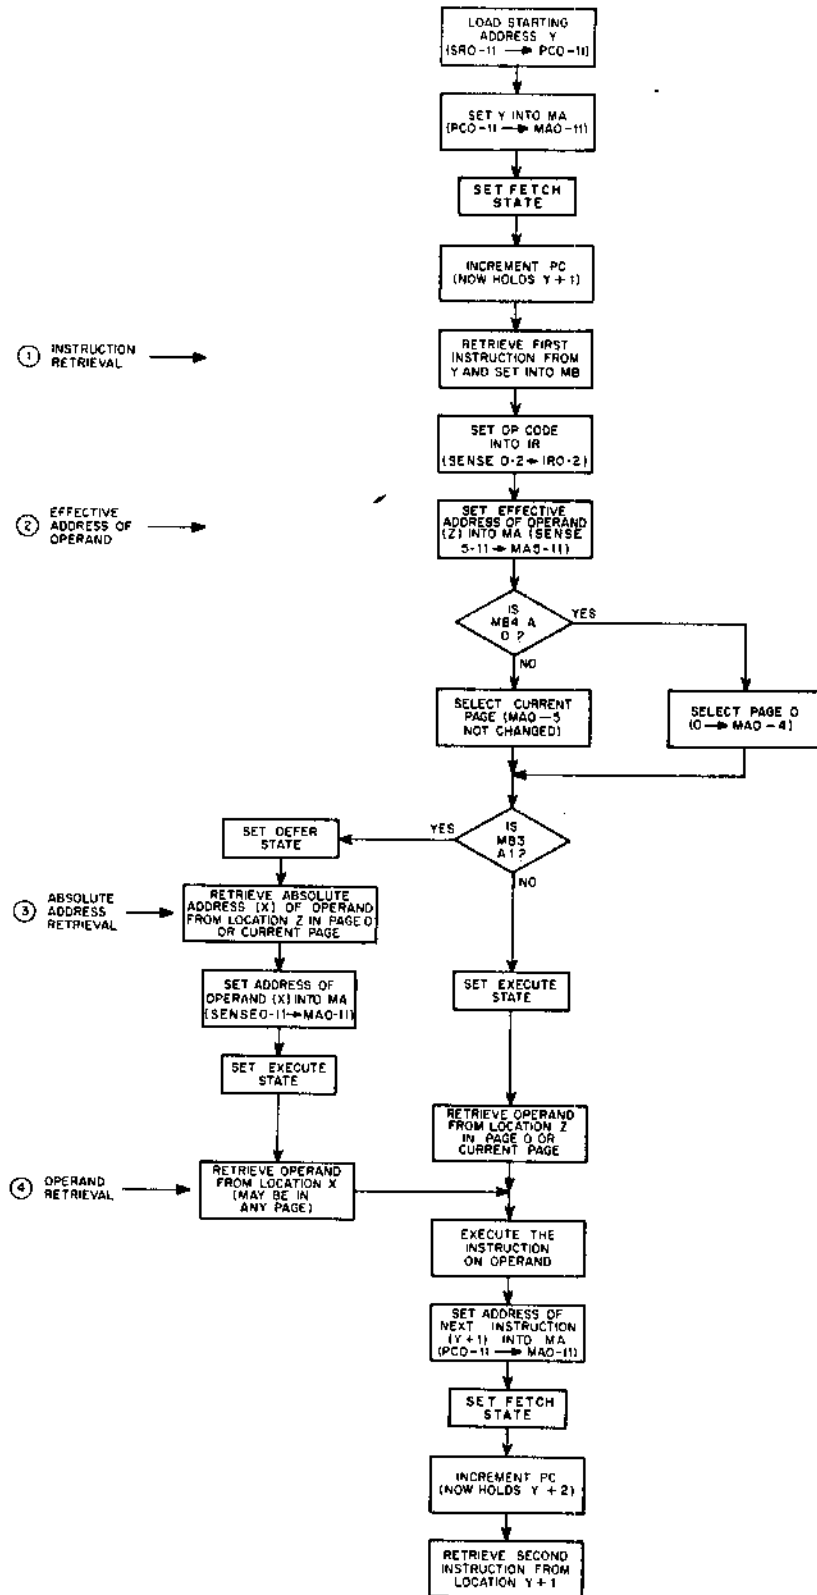 LOAD STARTING
ADDRESS Y
(SR0-11 → PC0-11)
SET Y INTO MA
(PC0-11 → MA0-11)
SET FETCH
STATE
INCREMENT PC
(NOW HOLDS Y+1)
① INSTRUCTION
RETRIEVAL
RETRIEVE FIRST
INSTRUCTION FROM
Y AND SET INTO MB
SET OP CODE
INTO IR
(SENSE 0-2 → IR0-2)
② EFFECTIVE
ADDRESS OF
OPERAND
SET EFFECTIVE
ADDRESS OF OPERAND
(Z) INTO MA (SENSE
5-11 → MA5-11)
IS
MB4 A
0 ?
YES
NO
SELECT CURRENT
PAGE (MA0-5
NOT CHANGED)
SELECT PAGE 0
(0 → MA0-4)
IS
MB3
A 1 ?
YES
NO
SET DEFER
STATE
③ ABSOLUTE
ADDRESS
RETRIEVAL
RETRIEVE ABSOLUTE
ADDRESS (X) OF OPERAND
FROM LOCATION Z IN PAGE 0
OR CURRENT PAGE
SET ADDRESS OF
OPERAND (X) INTO MA
(SENSE 0-11 → MA0-11)
SET EXECUTE
STATE
SET EXECUTE
STATE
RETRIEVE OPERAND
FROM LOCATION Z
IN PAGE 0 OR
CURRENT PAGE
④ OPERAND
RETRIEVAL
RETRIEVE OPERAND
FROM LOCATION X
(MAY BE IN
ANY PAGE)
EXECUTE THE
INSTRUCTION
ON OPERAND
SET ADDRESS OF
NEXT INSTRUCTION
(Y+1) INTO MA
(PC0-11 → MA0-11)
SET FETCH
STATE
INCREMENT PC
(NOW HOLDS Y + 2)
RETRIEVE SECOND
INSTRUCTION FROM
LOCATION Y+1